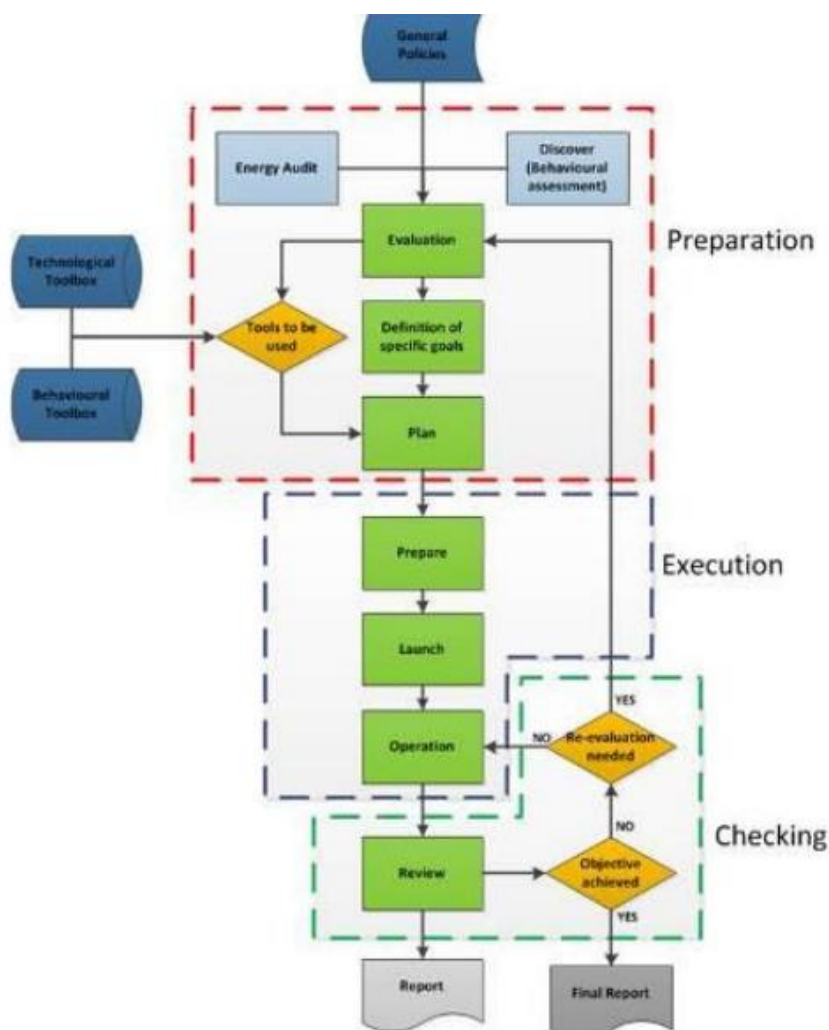 General
Policies
Energy Audit
Discover
(Behavioural
assessment)
Preparation
Evaluation
Technological
Toolbox
Tools to be
used
Definition of
specific goals
Behavioural
Toolbox
Plan
Execution
Prepare
Launch
YES
Operation
NO
Re-evaluation
needed
NO
Checking
Review
Objective
achieved
YES
Report
Final Report